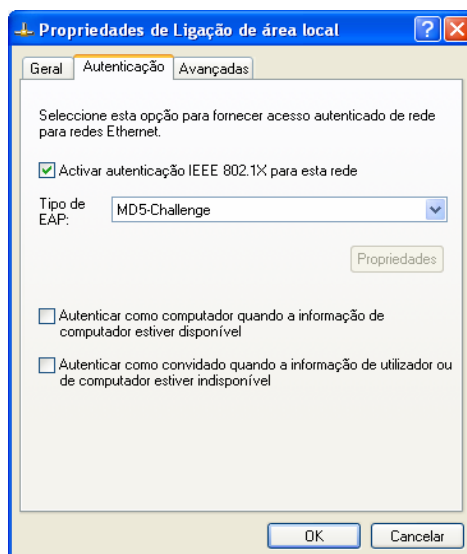 Propriedades de Ligação de área local
Geral Autenticação Avançadas
Seleccione esta opção para fornecer acesso autenticado de rede
para redes Ethernet.
Activar autenticação IEEE 802.1X para esta rede
Tipo de
EAP:
MD5-Challenge
Propriedades
Autenticar como computador quando a informação de
computador estiver disponível
Autenticar como convidado quando a informação de utilizador ou
de computador estiver indisponível
OK Cancelar